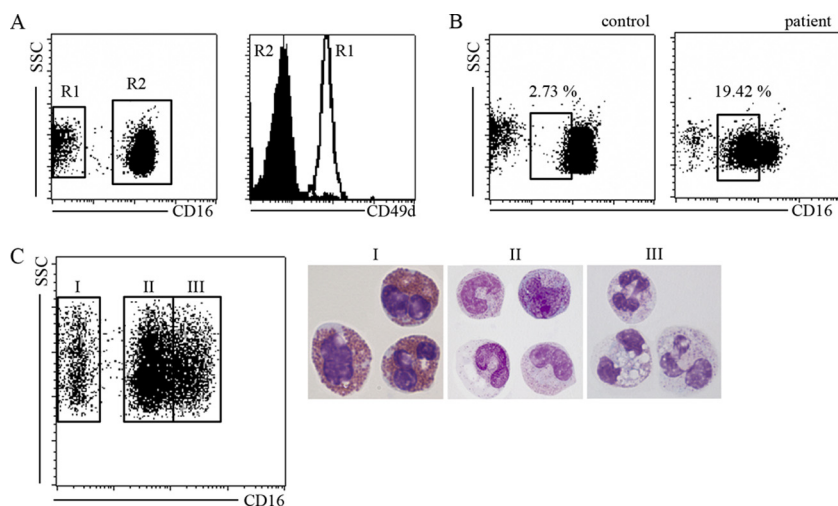 A
SSC
R1
R2
CD16
R2
R1
CD49d
B
control
patient
SSC
2.73 %
19.42 %
CD16
C
SSC
I
II
III
CD16
I
II
III